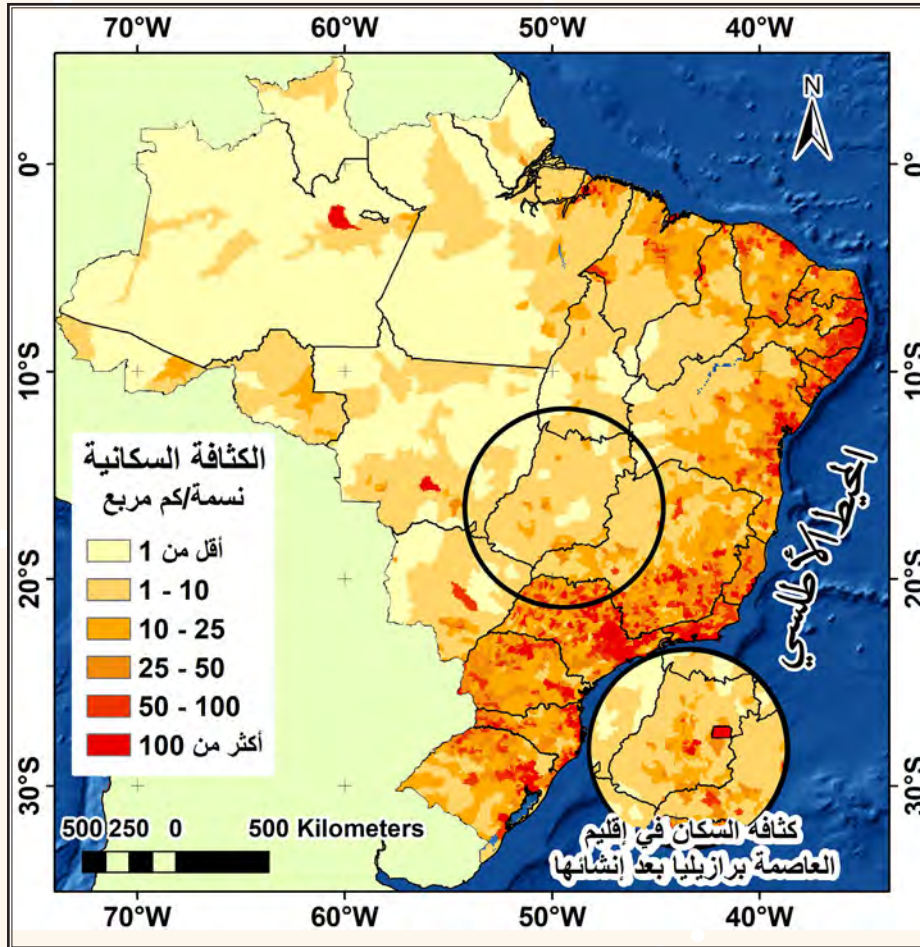 70°W 60°W 50°W 40°W
N
0°
10°S
20°S
30°S
0°
10°S
20°S
30°S
الكثافة السكانية
نسمة/كم مربع
أقل من 1
1 - 10
10 - 25
25 - 50
50 - 100
أكثر من 100
المحيط الأطلسي
500 250 0 500 Kilometers
كثافة السكان في إقليم
العاصمة برازيليا بعد إنشائها
70°W 60°W 50°W 40°W